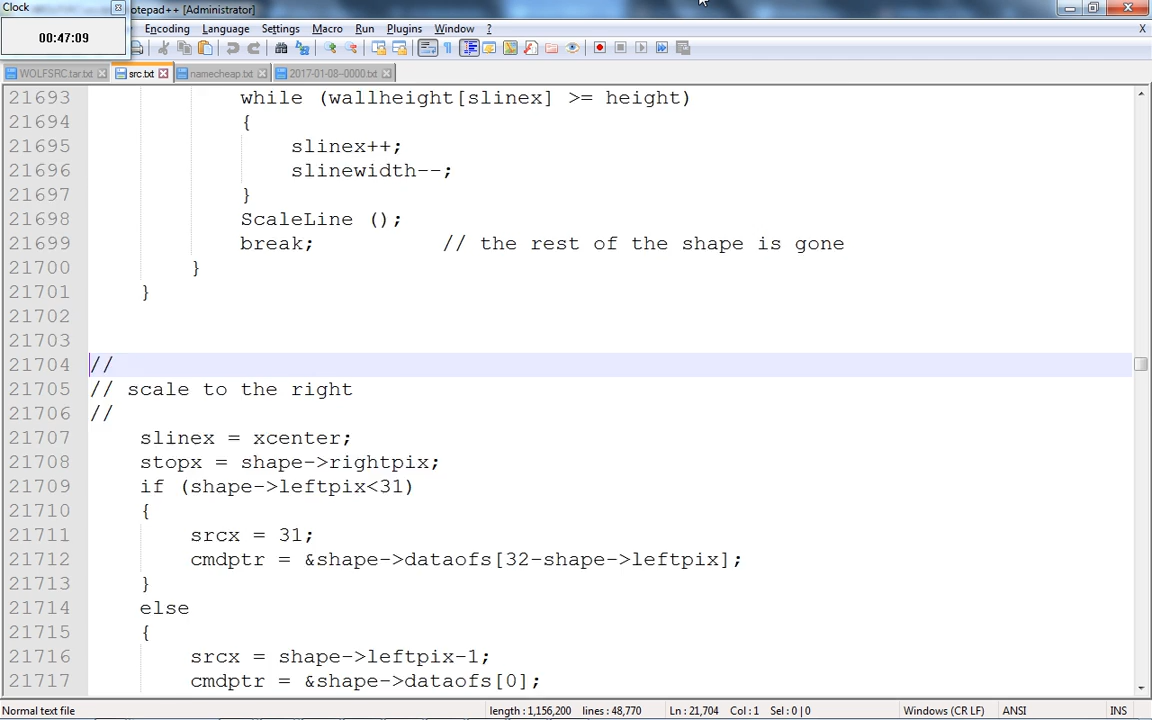 Clock
otepad++ [Administrator]
00:47:09
Encoding Language Settings Macro Run Plugins Window ? X
WOLFSRC.tar.txt src.txt namecheap.txt 2017-01-08--0000.txt
21693 while (wallheight[slinex] >= height)
21694 {
21695 slinex++;
21696 slinewidth--;
21697 }
21698 ScaleLine ();
21699 break; // the rest of the shape is gone
21700 }
21701 }
21702
21703
21704 //
21705 // scale to the right
21706 //
21707 slinex = xcenter;
21708 stopx = shape->rightpix;
21709 if (shape->leftpix<31)
21710 {
21711 srcx = 31;
21712 cmdptr = &shape->dataofs[32-shape->leftpix];
21713 }
21714 else
21715 {
21716 srcx = shape->leftpix-1;
21717 cmdptr = &shape->dataofs[0];
Normal text file length : 1,156,200 lines : 48,770 Ln : 21,704 Col : 1 Sel : 0 | 0 Windows (CR LF) ANSI INS